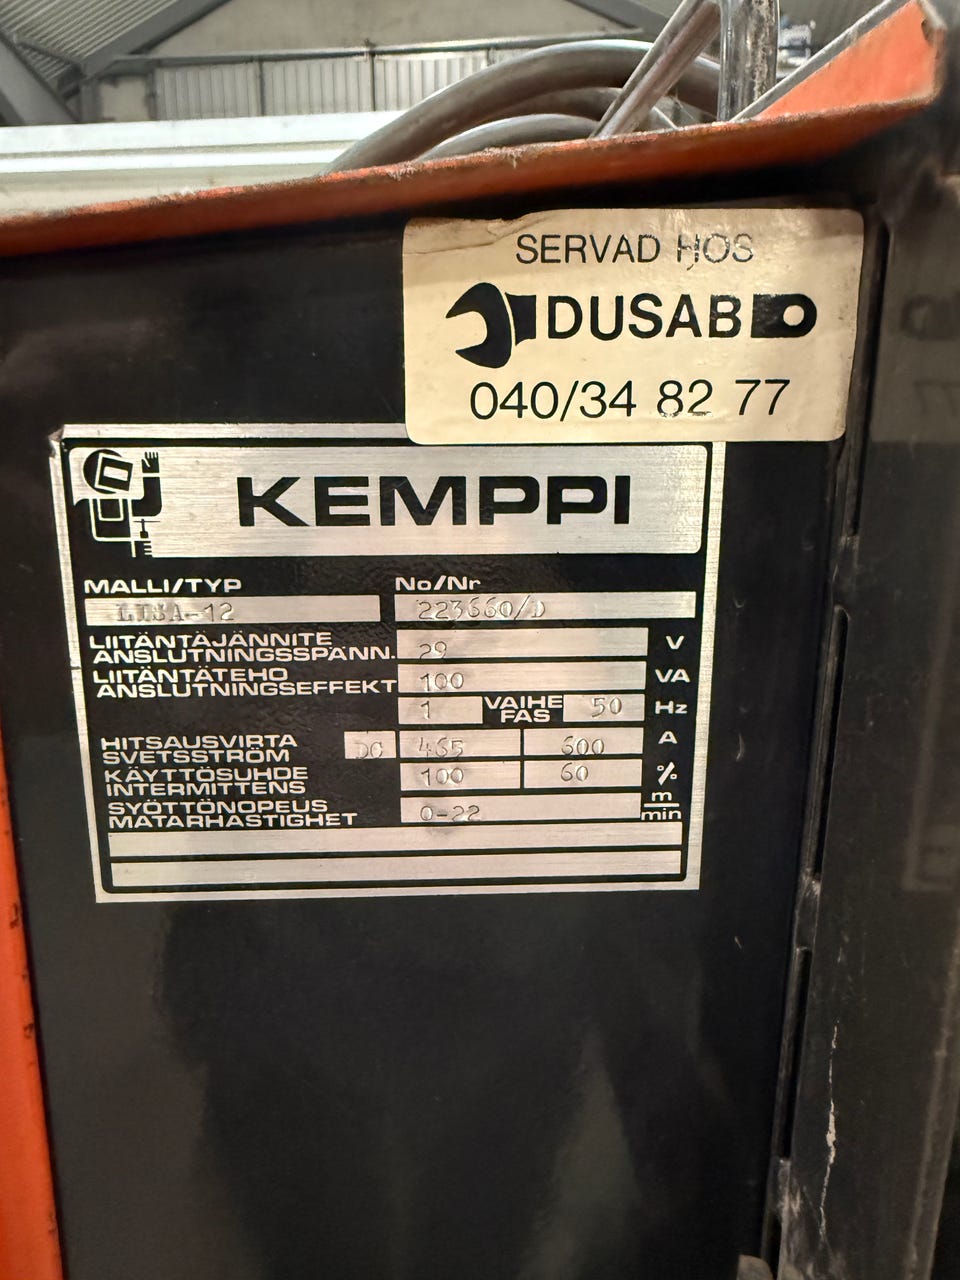 SERVAD HOS
DUSAB
040/34 82 77
KEMPPI
MALLI/TYP No/Nr
LISA-12 223660/D
LIITÄNTÄJÄNNITE
ANSLUTNINGSSPÄNN. 29 V
LIITÄNTÄTEHO
ANSLUTNINGSEFFEKT 100 VA
1 VAIHE FAS 50 Hz
HITSAUSVIRTA
SVETSSTRÖM DC 465 600 A
KÄYTTÖSUHDE
INTERMITTENS 100 60 %
SYÖTTÖNOPEUS
MATARHASTIGHET 0-22 m/min